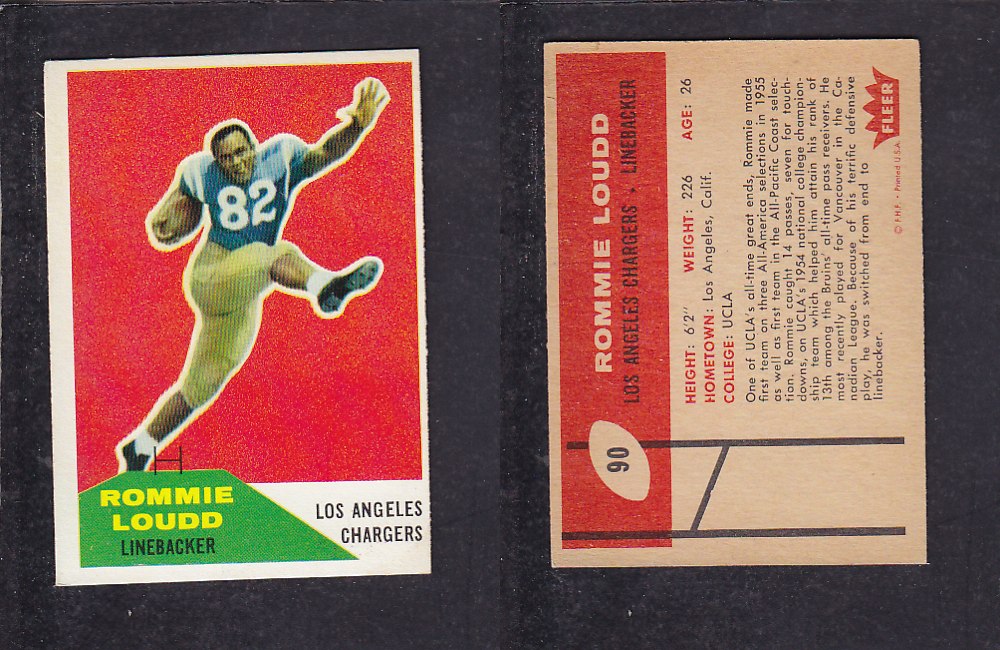 82
ROMMIE
LOUDD
LINEBACKER
LOS ANGELES
CHARGERS
90
ROMMIE LOUDD
LOS ANGELES CHARGERS • LINEBACKER
HEIGHT: 6'2" WEIGHT: 226 AGE: 26
HOMETOWN: Los Angeles, Calif.
COLLEGE: UCLA
One of UCLA's all-time great ends, Rommie made
first team on three All-America selections in 1955
as well as first team in the All-Pacific Coast selec-
tion. Rommie caught 14 passes, seven for touch-
downs, on UCLA's 1954 national college champion-
ship team which helped him attain his rank of
13th among the Bruins all-time pass receivers. He
most recently played for Vancouver in the Ca-
nadian League. Because of his terrific defensive
play, he was switched from end to
linebacker.
FLEER
© F.H.F. • Printed U.S.A.